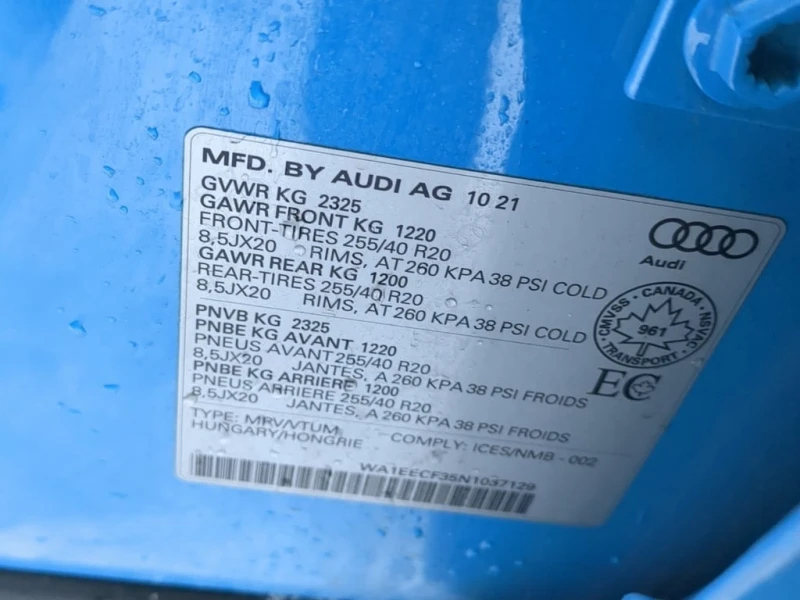 MFD. BY AUDI AG 10 21
GVWR KG 2325
GAWR FRONT KG 1220
FRONT-TIRES 255/40 R20
8,5JX20 RIMS, AT 260 KPA 38 PSI COLD
GAWR REAR KG 1200
REAR-TIRES 255/40 R20
8,5JX20 RIMS, AT 260 KPA 38 PSI COLD
PNVB KG 2325
PNBE KG AVANT 1220
PNEUS AVANT 255/40 R20
8,5JX20 JANTES, A 260 KPA 38 PSI FROIDS
PNBE KG ARRIERE 1200
PNEUS ARRIERE 255/40 R20
8,5JX20 JANTES, A 260 KPA 38 PSI FROIDS
TYPE: MRV/VTUM
HUNGARY/HONGRIE COMPLY: ICES/NMB - 002
WA1EECF35N1037129
Audi
CMVSS · CANADA · NSVAC
961
· TRANSPORT ·
EC